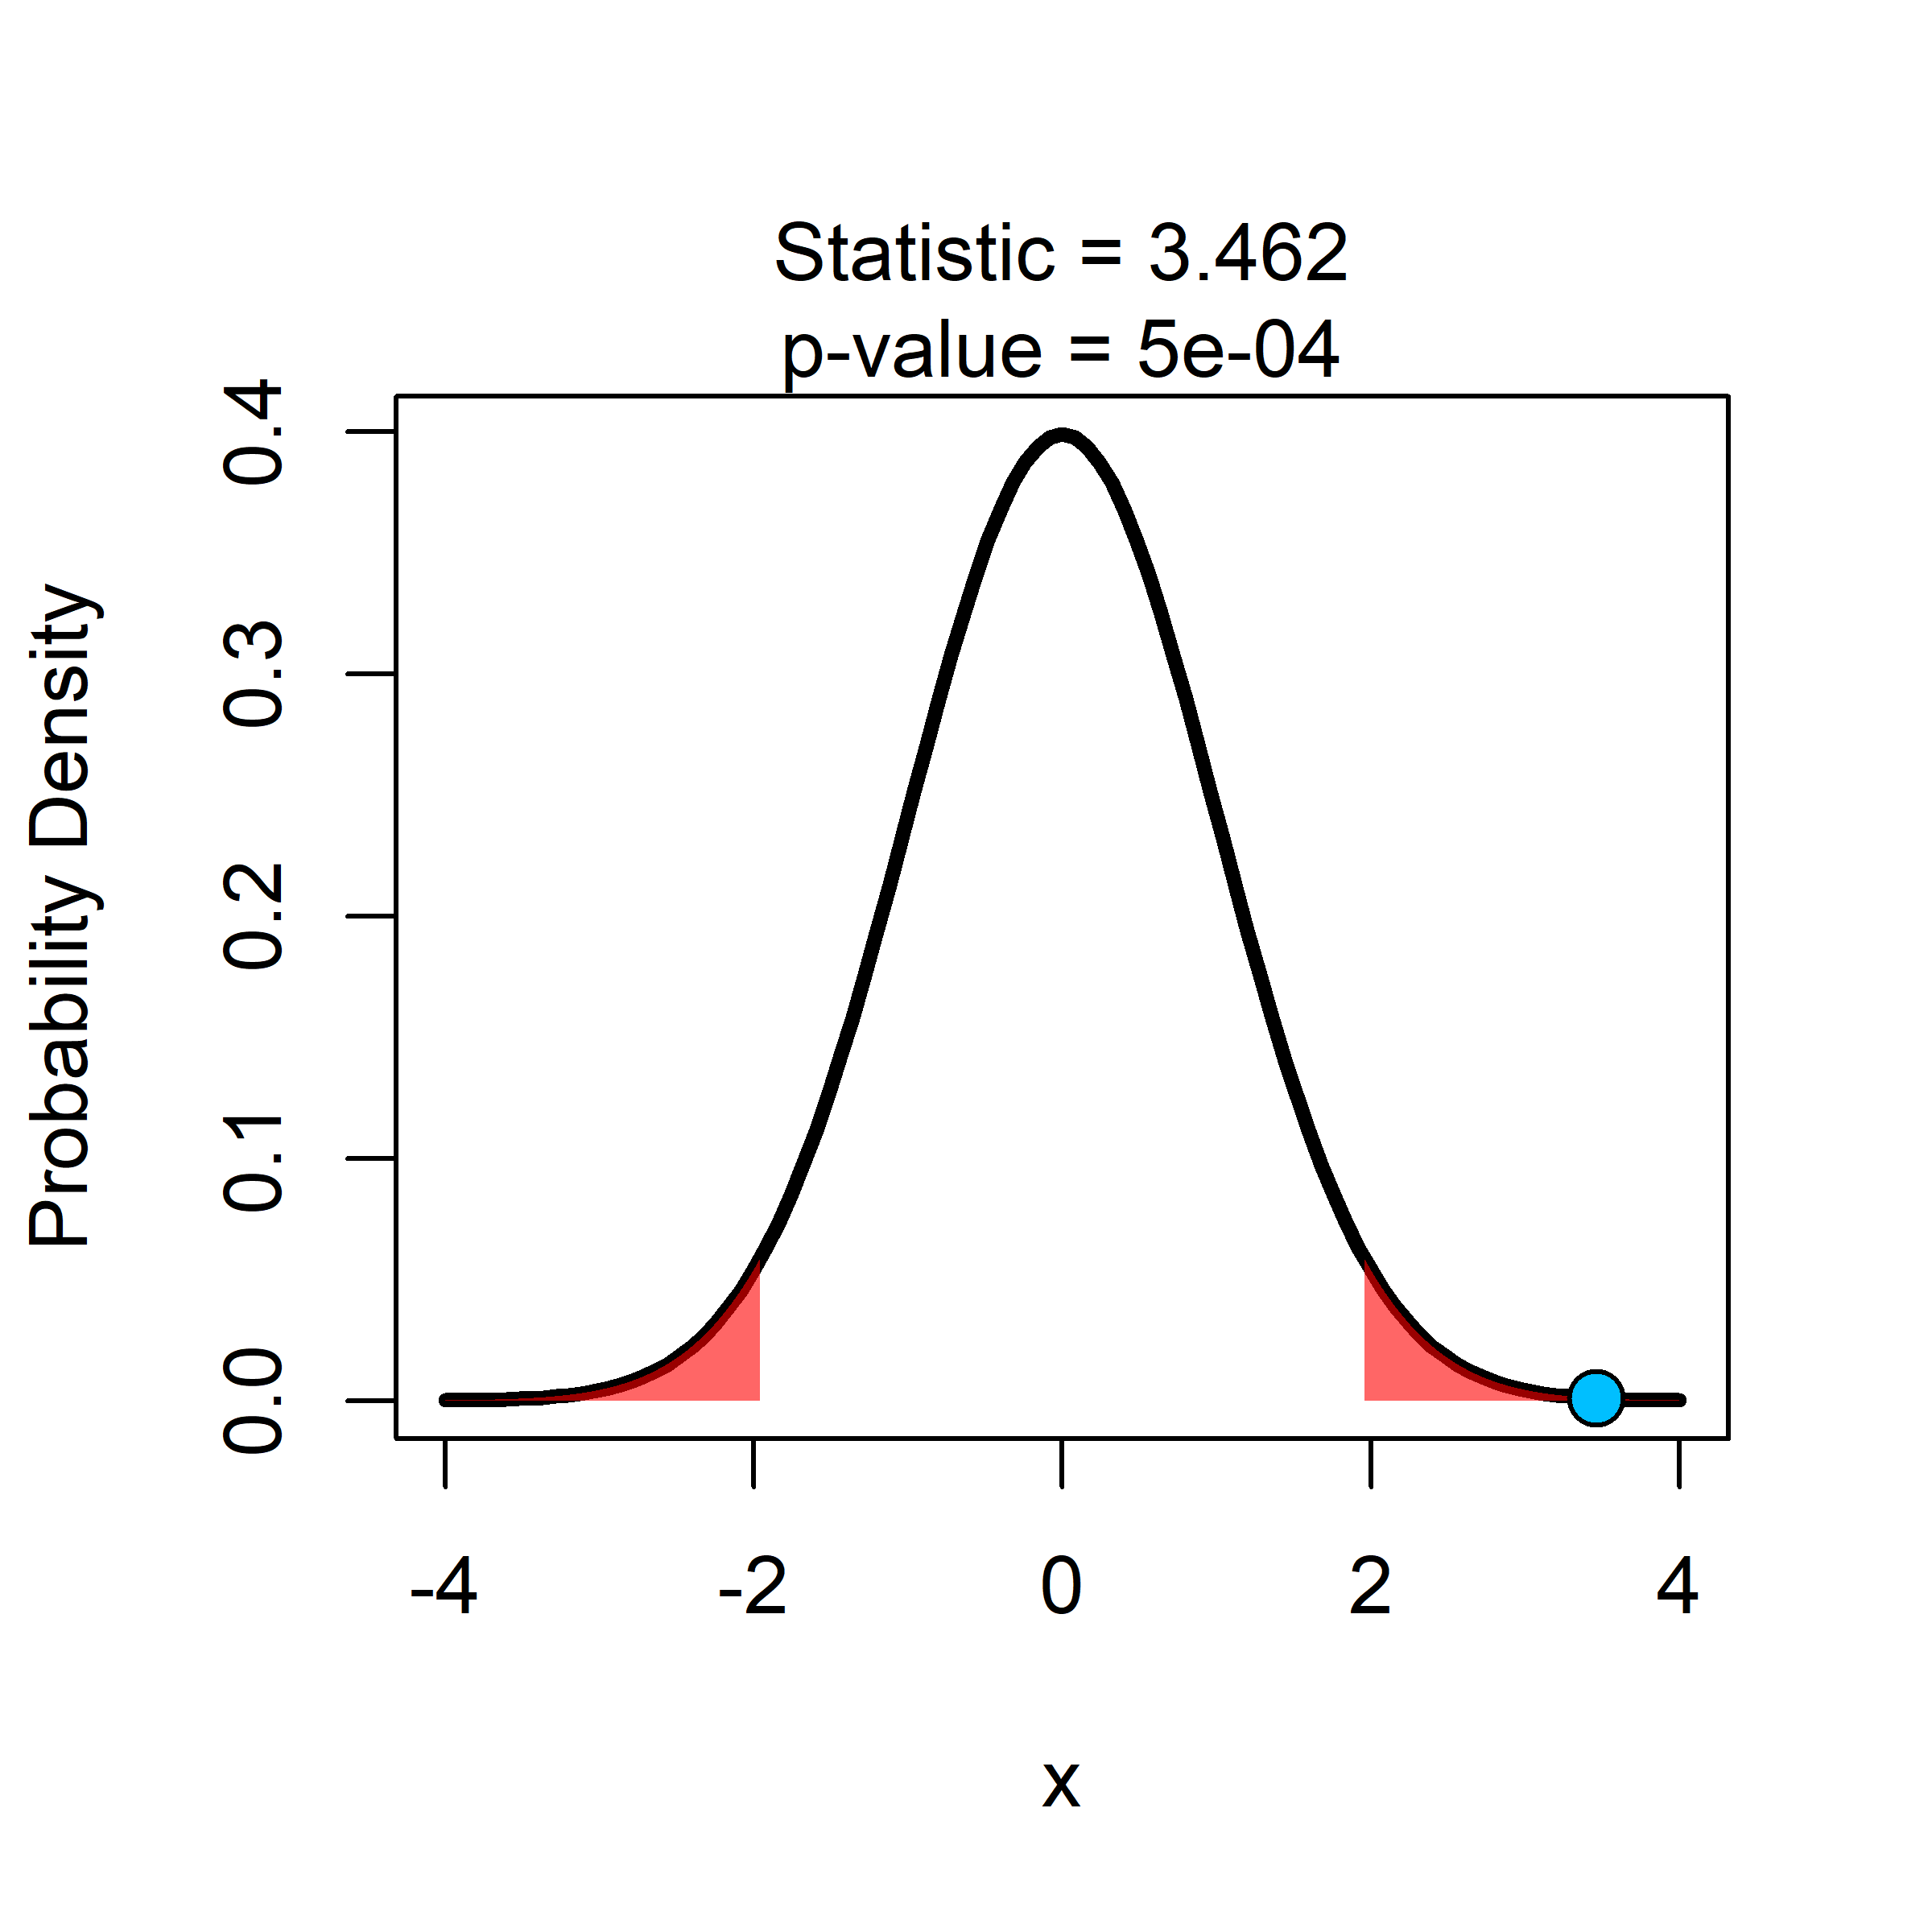 Statistic = 3.462
p-value = 5e-04
Probability Density
0.4
0.3
0.2
0.1
0.0
-4 -2 0 2 4
x